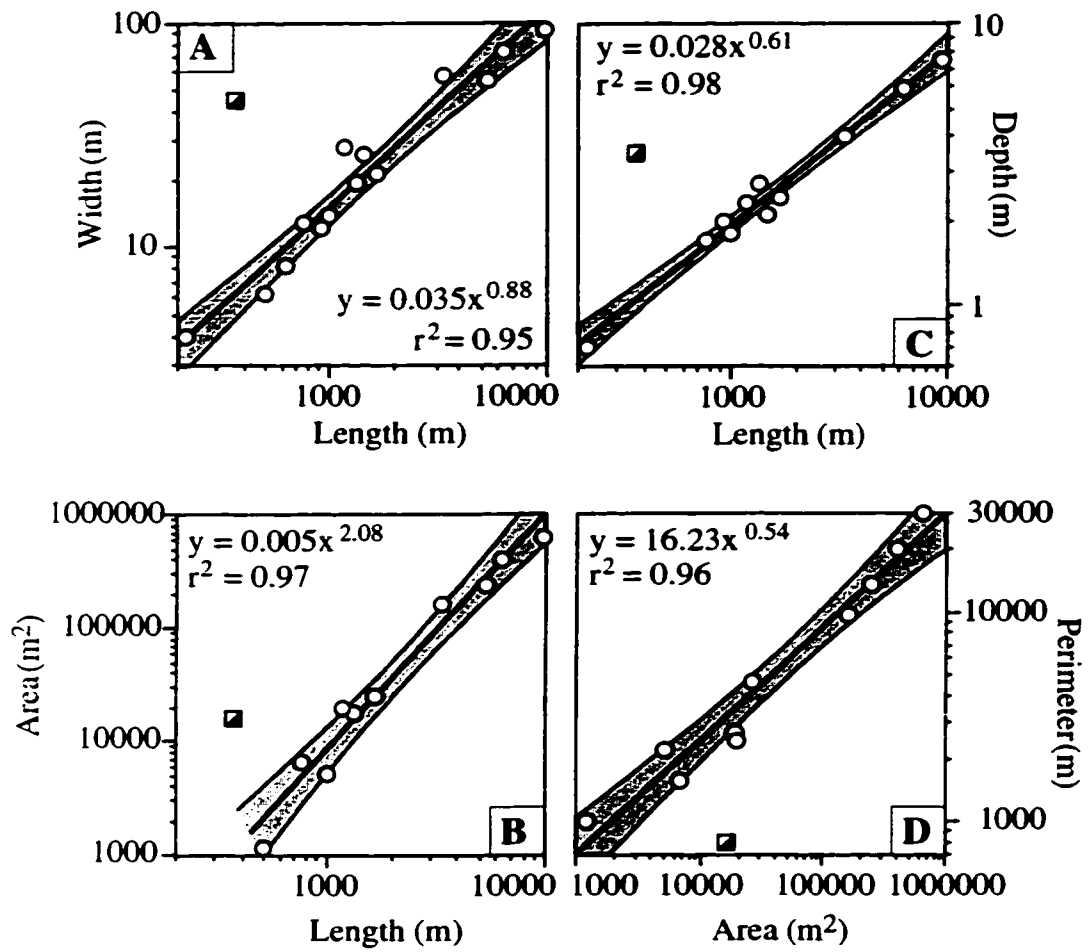 100
A
y = 0.028x^0.61
r² = 0.98
10
Width (m)
Depth (m)
10
y = 0.035x^0.88
r² = 0.95
1
C
1000
10000
1000
10000
Length (m)
Length (m)
1000000
y = 0.005x^2.08
r² = 0.97
y = 16.23x^0.54
r² = 0.96
30000
100000
10000
Area (m²)
Perimeter (m)
10000
1000
B
D
1000
1000
10000
1000
10000
100000
1000000
Length (m)
Area (m²)